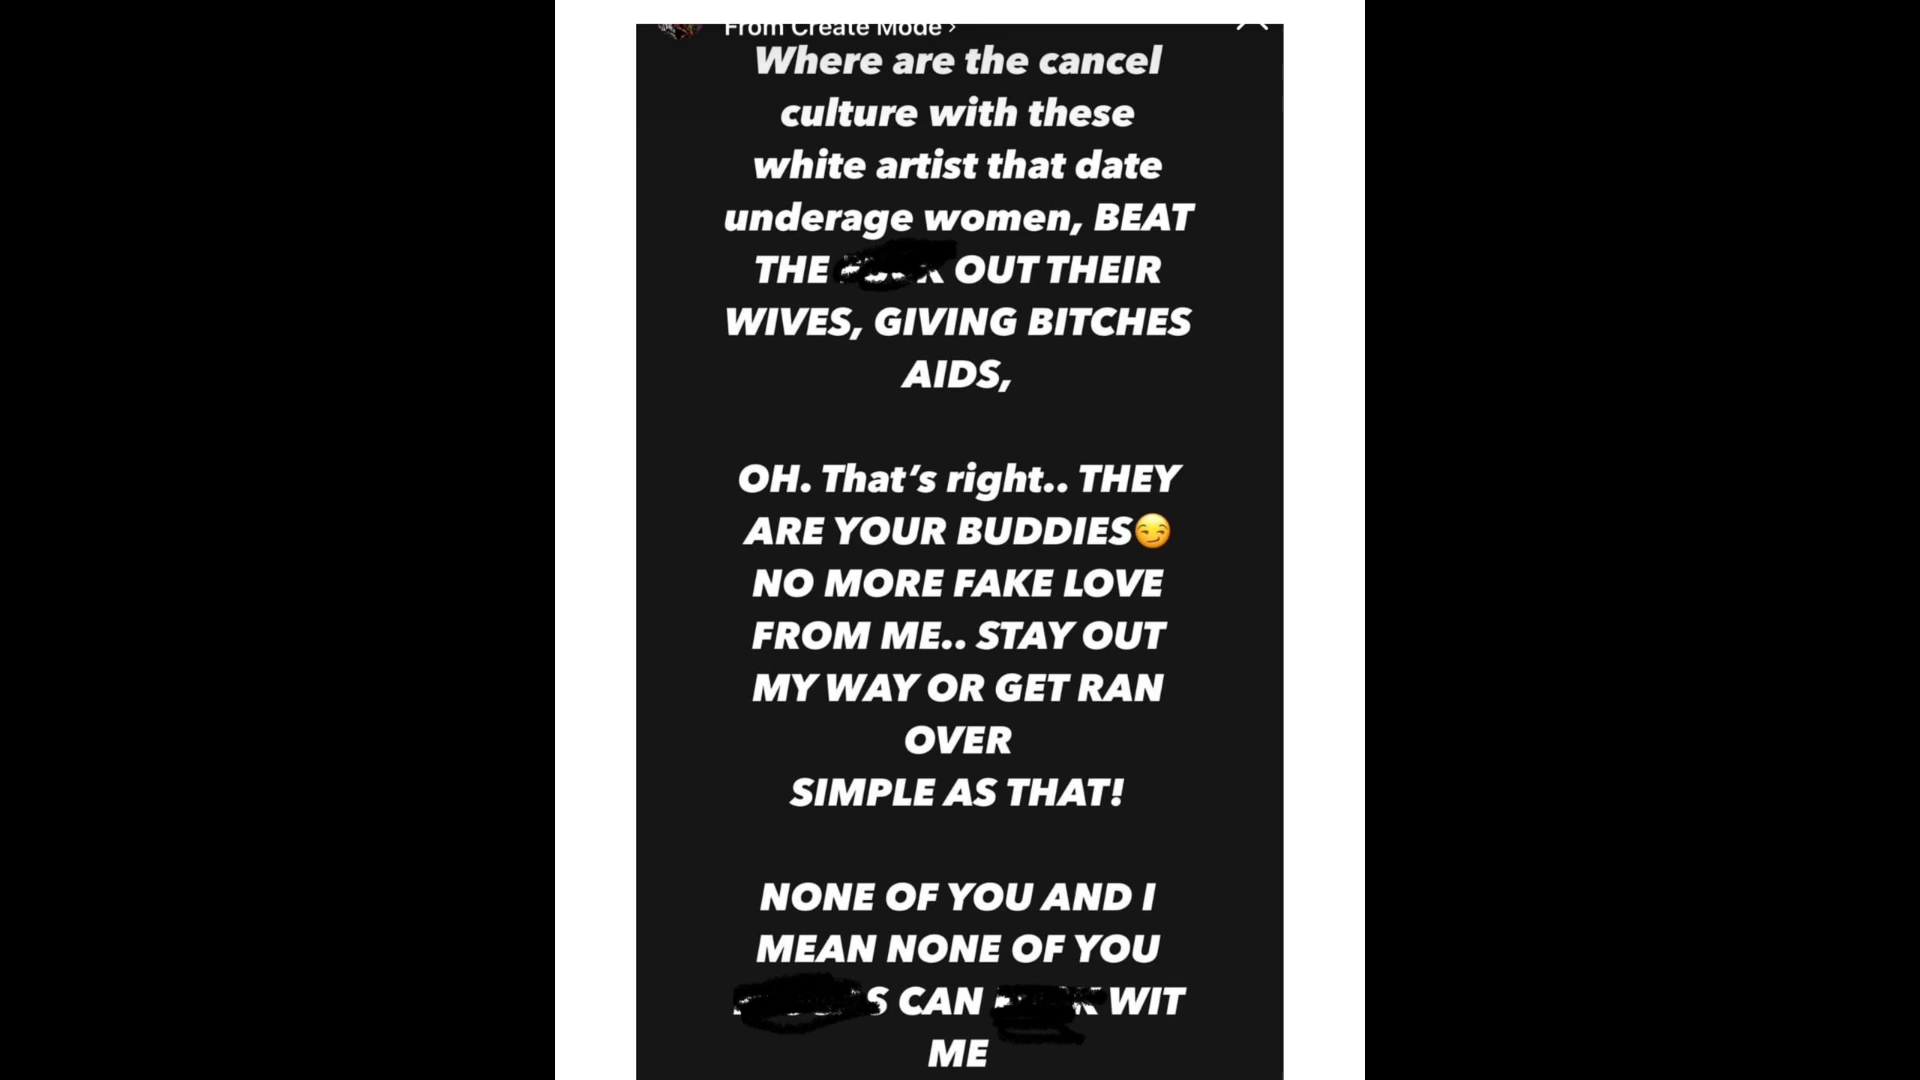 From Create Mode ›
Where are the cancel
culture with these
white artist that date
underage women, BEAT
THE OUT THEIR
WIVES, GIVING BITCHES
AIDS,
OH. That's right.. THEY
ARE YOUR BUDDIES😏
NO MORE FAKE LOVE
FROM ME.. STAY OUT
MY WAY OR GET RAN
OVER
SIMPLE AS THAT!
NONE OF YOU AND I
MEAN NONE OF YOU
CAN WIT
ME